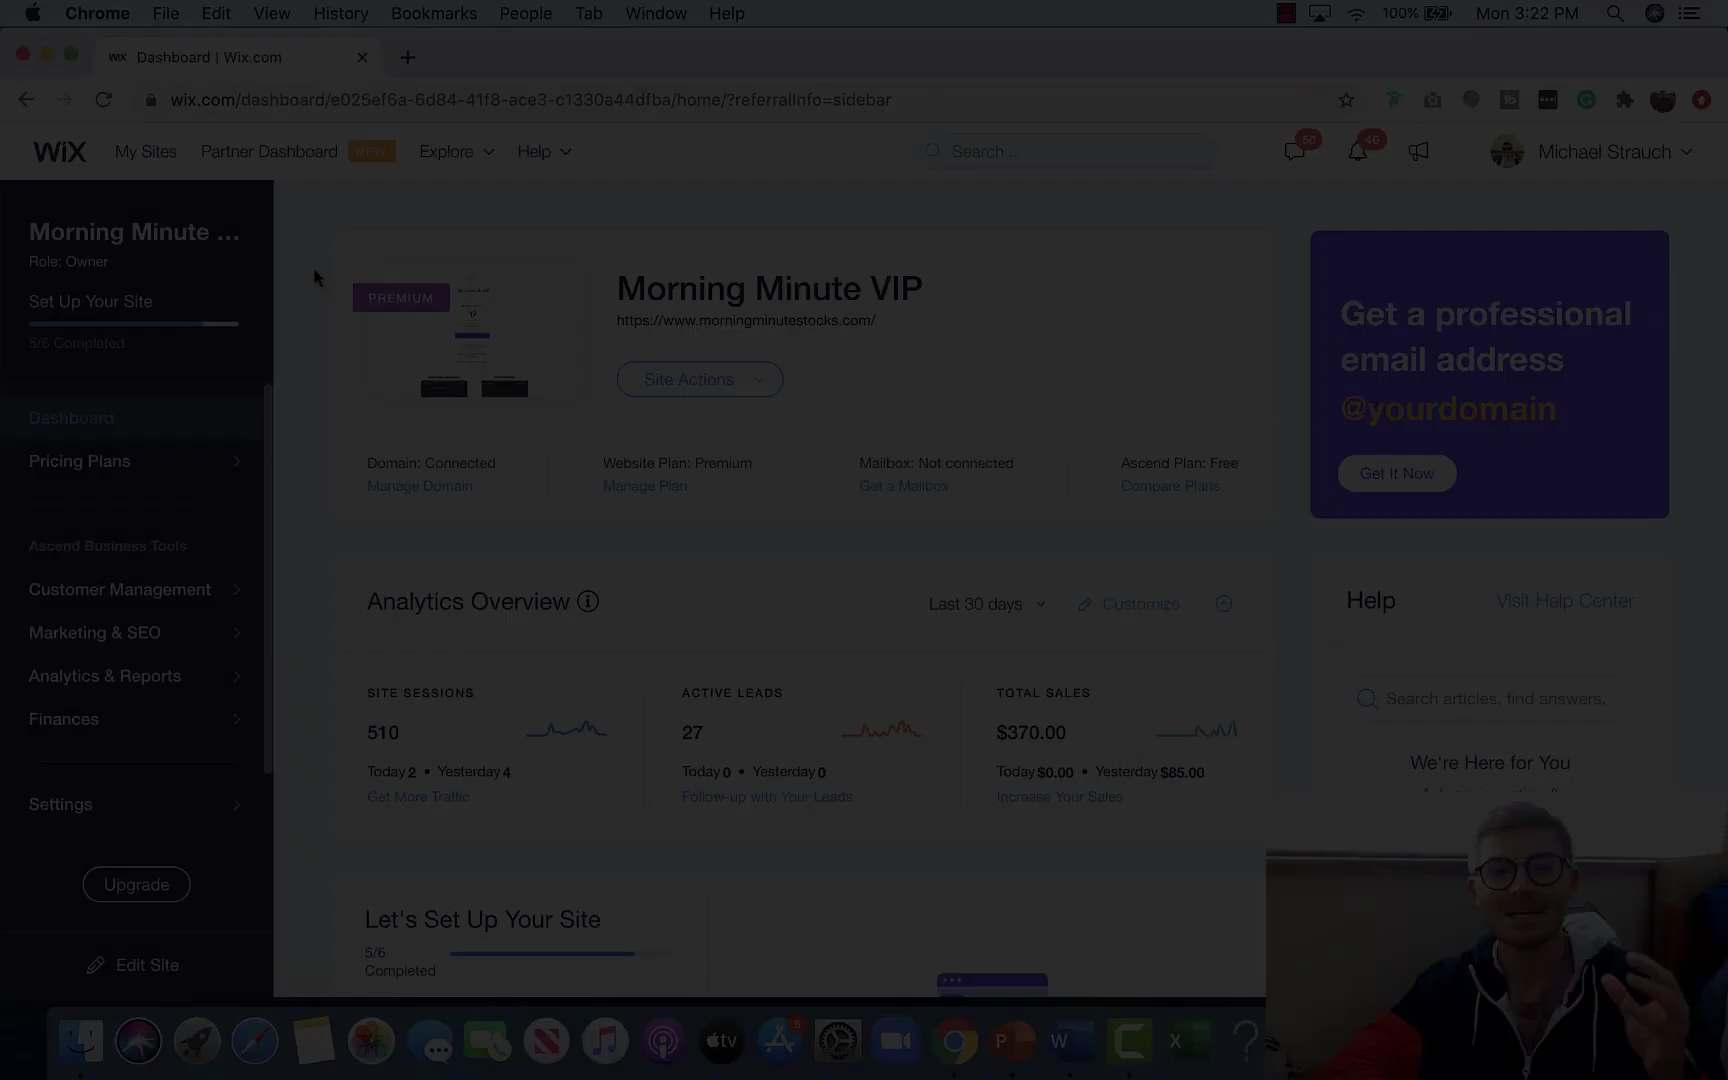 Chrome File Edit View History Bookmarks People Tab Window Help 100% Mon 3:22 PM
WIX Dashboard | Wix.com
wix.com/dashboard/e025ef6a-6d84-41f8-ace3-c1330a44dfba/home/?referralInfo=sidebar
WIX My Sites Partner Dashboard NEW Explore Help Search... 50 46 Michael Strauch
Morning Minute ...
Role: Owner
Set Up Your Site
5/6 Completed
Dashboard
Pricing Plans
Ascend Business Tools
Customer Management
Marketing & SEO
Analytics & Reports
Finances
Settings
Upgrade
Edit Site
PREMIUM
Morning Minute VIP
https://www.morningminutestocks.com/
Site Actions
Domain: Connected Website Plan: Premium Mailbox: Not connected Ascend Plan: Free
Manage Domain Manage Plan Get a Mailbox Compare Plans
Get a professional
email address
@yourdomain
Get It Now
Analytics Overview Last 30 days Customize
SITE SESSIONS ACTIVE LEADS TOTAL SALES
510 27 $370.00
Today 2 • Yesterday 4 Today 0 • Yesterday 0 Today $0.00 • Yesterday $85.00
Get More Traffic Follow-up with Your Leads Increase Your Sales
Help Visit Help Center
Search articles, find answers.
We're Here for You
Let's Set Up Your Site
5/6
Completed
tv 5 P W X